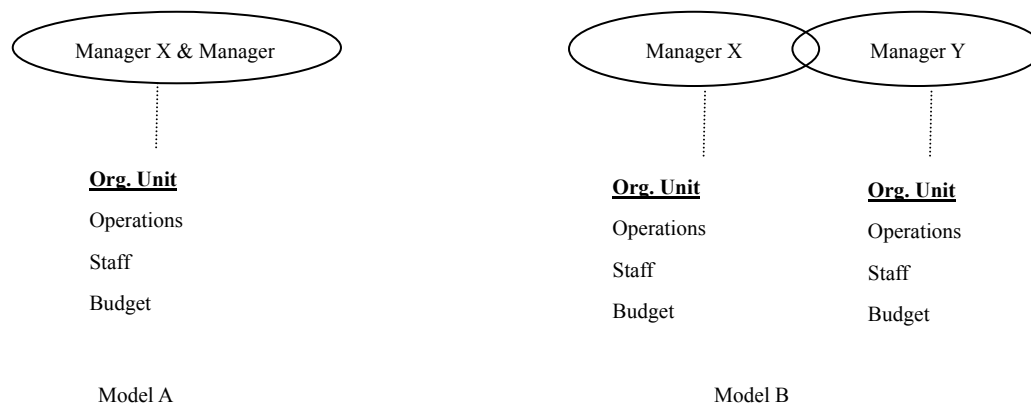 Manager X & Manager
Org. Unit
Operations
Staff
Budget
Model A
Manager X
Manager Y
Org. Unit
Operations
Staff
Budget
Org. Unit
Operations
Staff
Budget
Model B